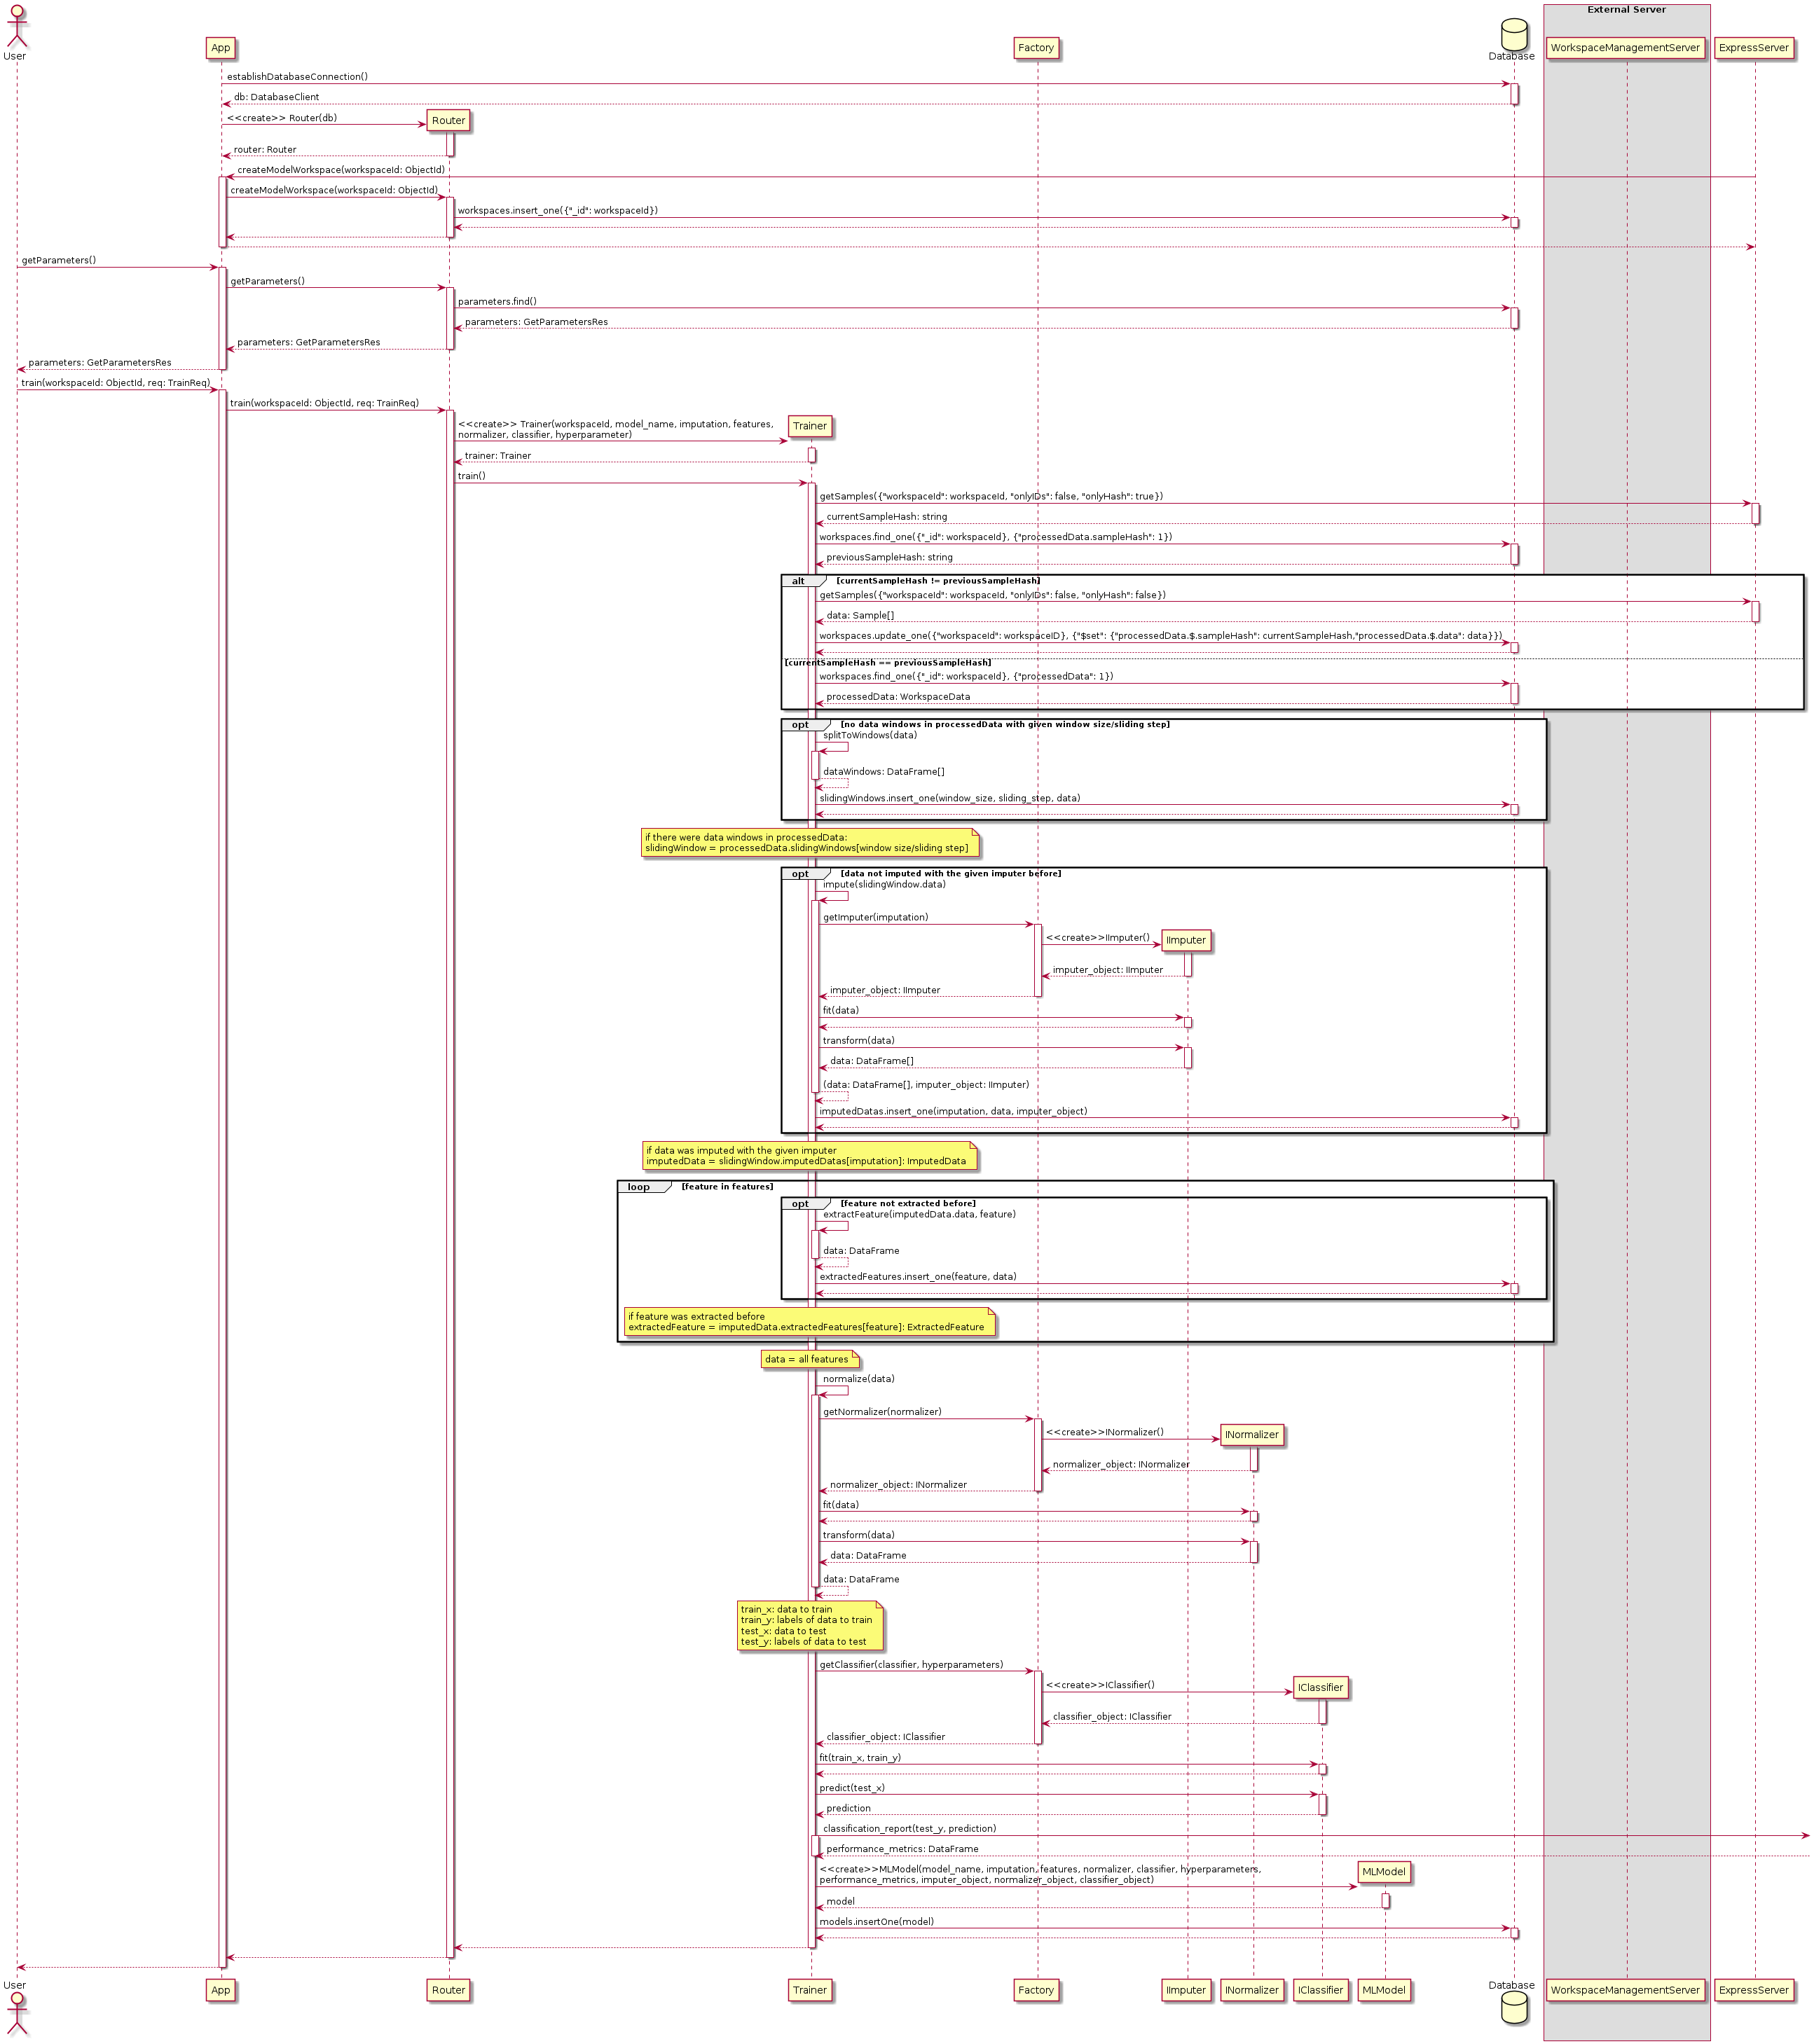 External Server
User
App
Factory
Database
WorkspaceManagementServer
ExpressServer
establishDatabaseConnection()
db: DatabaseClient
<<create>> Router(db)
Router
router: Router
createModelWorkspace(workspaceId: ObjectId)
createModelWorkspace(workspaceId: ObjectId)
workspaces.insert_one({"_id": workspaceId})
getParameters()
getParameters()
parameters.find()
parameters: GetParametersRes
parameters: GetParametersRes
parameters: GetParametersRes
train(workspaceId: ObjectId, req: TrainReq)
train(workspaceId: ObjectId, req: TrainReq)
<<create>> Trainer(workspaceId, model_name, imputation, features,
normalizer, classifier, hyperparameter)
Trainer
trainer: Trainer
train()
getSamples({"workspaceId": workspaceId, "onlyIDs": false, "onlyHash": true})
currentSampleHash: string
workspaces.find_one({"_id": workspaceId}, {"processedData.sampleHash": 1})
previousSampleHash: string
alt [currentSampleHash != previousSampleHash]
getSamples({"workspaceId": workspaceId, "onlyIDs": false, "onlyHash": false})
data: Sample[]
workspaces.update_one({"workspaceId": workspaceID}, {"$set": {"processedData.$.sampleHash": currentSampleHash,"processedData.$.data": data}})
[currentSampleHash == previousSampleHash]
workspaces.find_one({"_id": workspaceId}, {"processedData": 1})
processedData: WorkspaceData
opt [no data windows in processedData with given window size/sliding step]
splitToWindows(data)
dataWindows: DataFrame[]
slidingWindows.insert_one(window_size, sliding_step, data)
if there were data windows in processedData:
slidingWindow = processedData.slidingWindows[window size/sliding step]
opt [data not imputed with the given imputer before]
impute(slidingWindow.data)
getImputer(imputation)
<<create>>IImputer()
IImputer
imputer_object: IImputer
imputer_object: IImputer
fit(data)
transform(data)
data: DataFrame[]
(data: DataFrame[], imputer_object: IImputer)
imputedDatas.insert_one(imputation, data, imputer_object)
if data was imputed with the given imputer
imputedData = slidingWindow.imputedDatas[imputation]: ImputedData
loop [feature in features]
opt [feature not extracted before]
extractFeature(imputedData.data, feature)
data: DataFrame
extractedFeatures.insert_one(feature, data)
if feature was extracted before
extractedFeature = imputedData.extractedFeatures[feature]: ExtractedFeature
data = all features
normalize(data)
getNormalizer(normalizer)
<<create>>INormalizer()
INormalizer
normalizer_object: INormalizer
normalizer_object: INormalizer
fit(data)
transform(data)
data: DataFrame
data: DataFrame
train_x: data to train
train_y: labels of data to train
test_x: data to test
test_y: labels of data to test
getClassifier(classifier, hyperparameters)
<<create>>IClassifier()
IClassifier
classifier_object: IClassifier
classifier_object: IClassifier
fit(train_x, train_y)
predict(test_x)
prediction
classification_report(test_y, prediction)
performance_metrics: DataFrame
<<create>>MLModel(model_name, imputation, features, normalizer, classifier, hyperparameters,
performance_metrics, imputer_object, normalizer_object, classifier_object)
MLModel
model
models.insertOne(model)
User
App
Router
Trainer
Factory
IImputer
INormalizer
IClassifier
MLModel
Database
WorkspaceManagementServer
ExpressServer